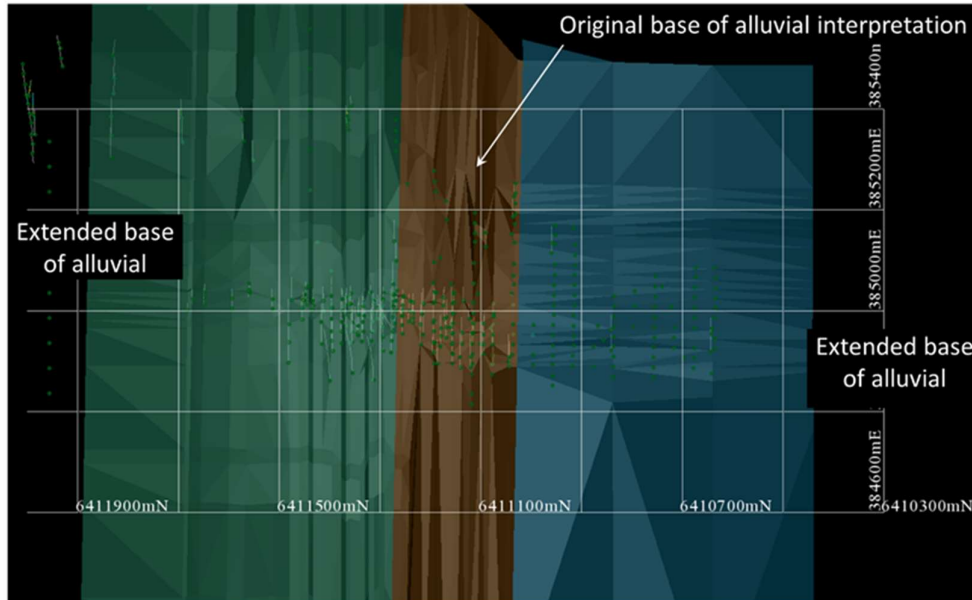 Original base of alluvial interpretation
385400n
385200mE
Extended base
of alluvial
385000mE
Extended base
of alluvial
384600mE
6411900mN
6411500mN
6411100mN
6410700mN
6410300mN